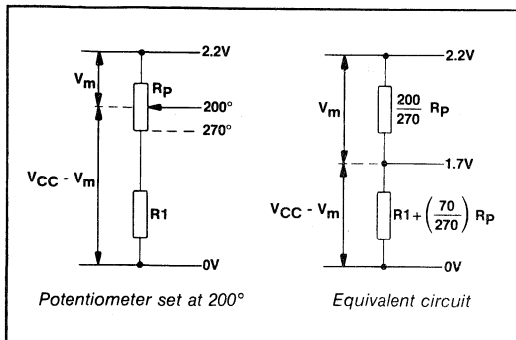 2.2V
Vm
Rp
200°
270°
VCC - Vm
R1
0V
Potentiometer set at 200°
2.2V
Vm
200/270 Rp
1.7V
VCC - Vm
R1 + (70/270) Rp
0V
Equivalent circuit